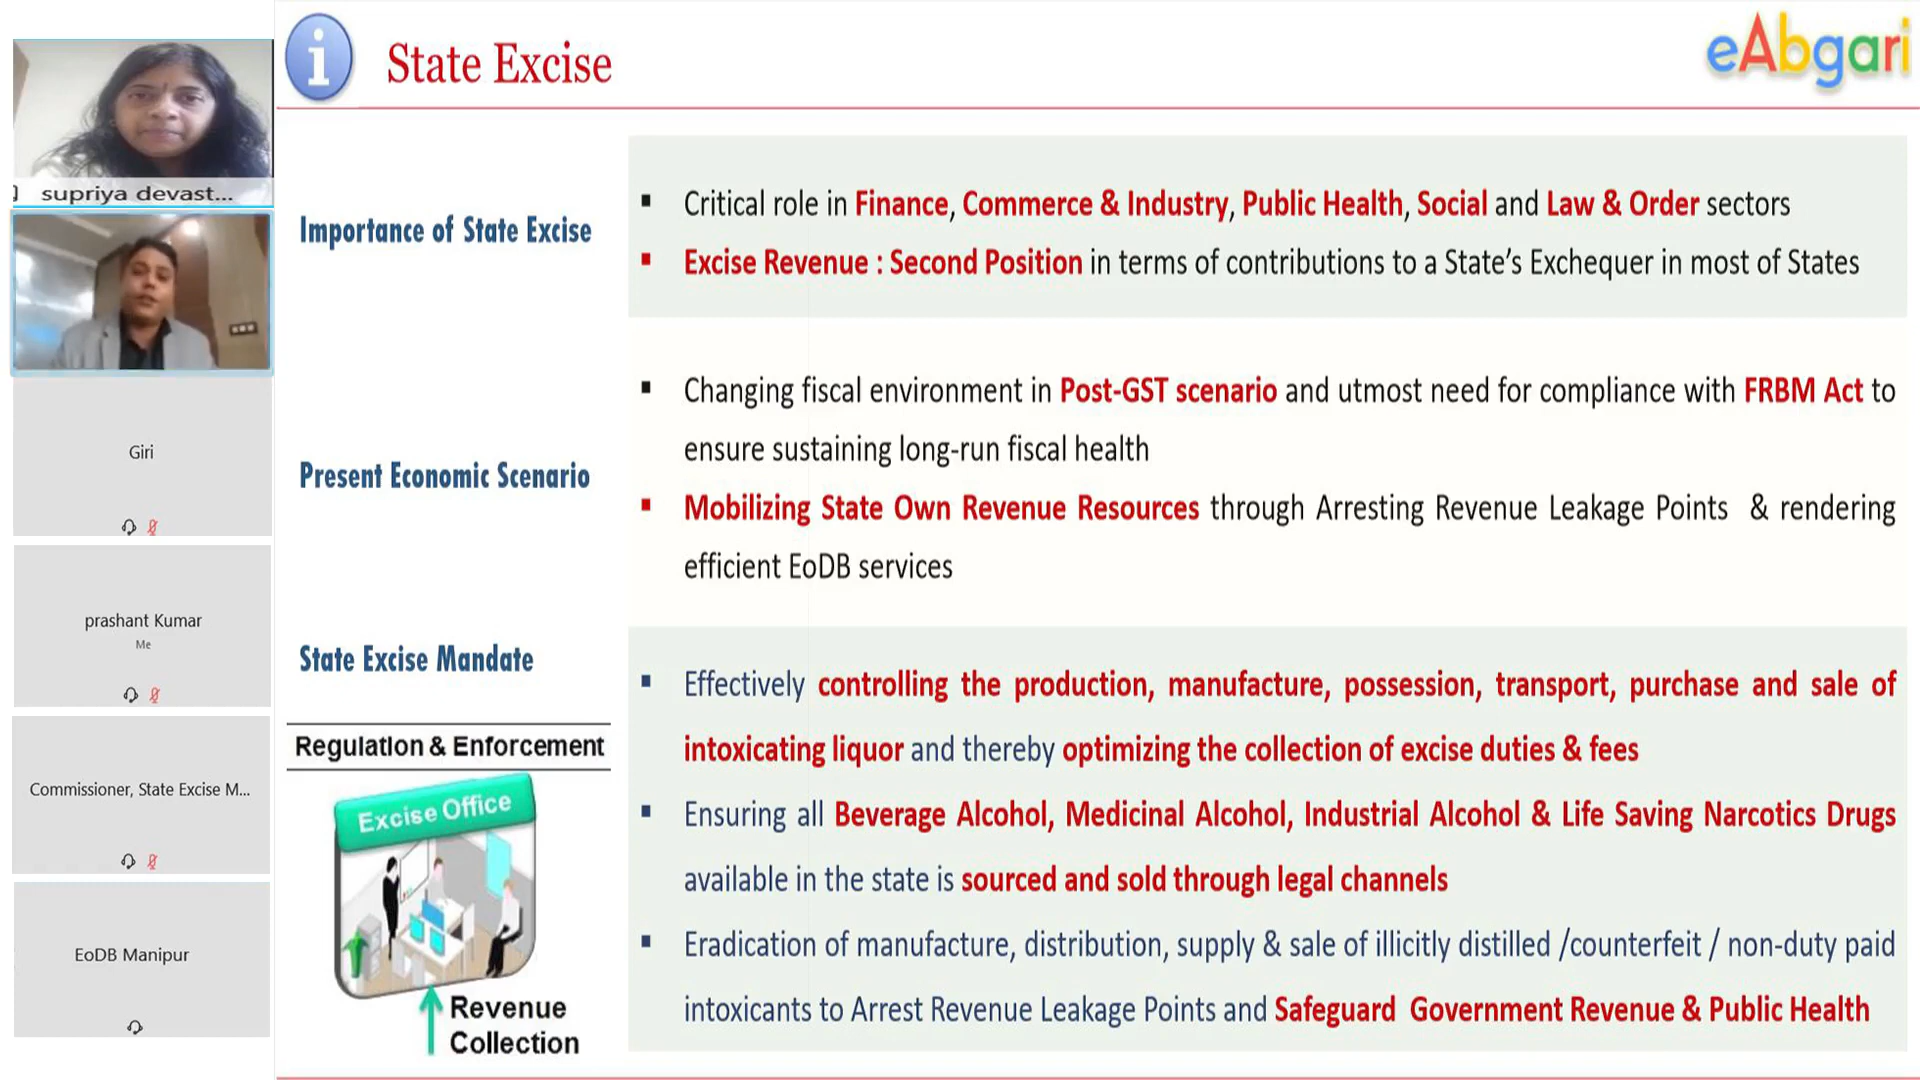 State Excise
eAbgari
supriya devast...
Giri
prashant Kumar
Me
Commissioner, State Excise M...
EoDB Manipur
Importance of State Excise
Critical role in Finance, Commerce & Industry, Public Health, Social and Law & Order sectors
Excise Revenue : Second Position in terms of contributions to a State’s Exchequer in most of States
Present Economic Scenario
Changing fiscal environment in Post-GST scenario and utmost need for compliance with FRBM Act to
ensure sustaining long-run fiscal health
Mobilizing State Own Revenue Resources through Arresting Revenue Leakage Points & rendering
efficient EoDB services
State Excise Mandate
Regulation & Enforcement
Excise Office
Revenue
Collection
Effectively controlling the production, manufacture, possession, transport, purchase and sale of
intoxicating liquor and thereby optimizing the collection of excise duties & fees
Ensuring all Beverage Alcohol, Medicinal Alcohol, Industrial Alcohol & Life Saving Narcotics Drugs
available in the state is sourced and sold through legal channels
Eradication of manufacture, distribution, supply & sale of illicitly distilled /counterfeit / non-duty paid
intoxicants to Arrest Revenue Leakage Points and Safeguard Government Revenue & Public Health